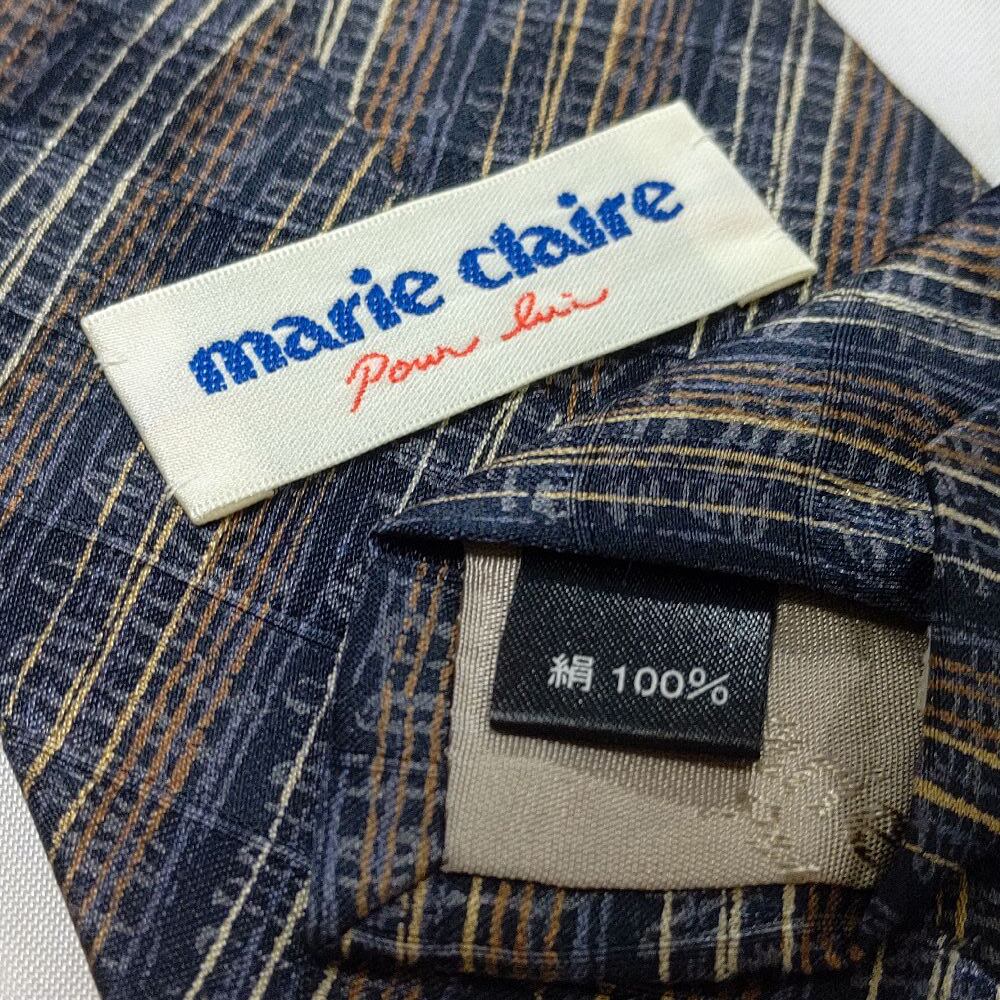 marie claire
Pour lui
絹 100%